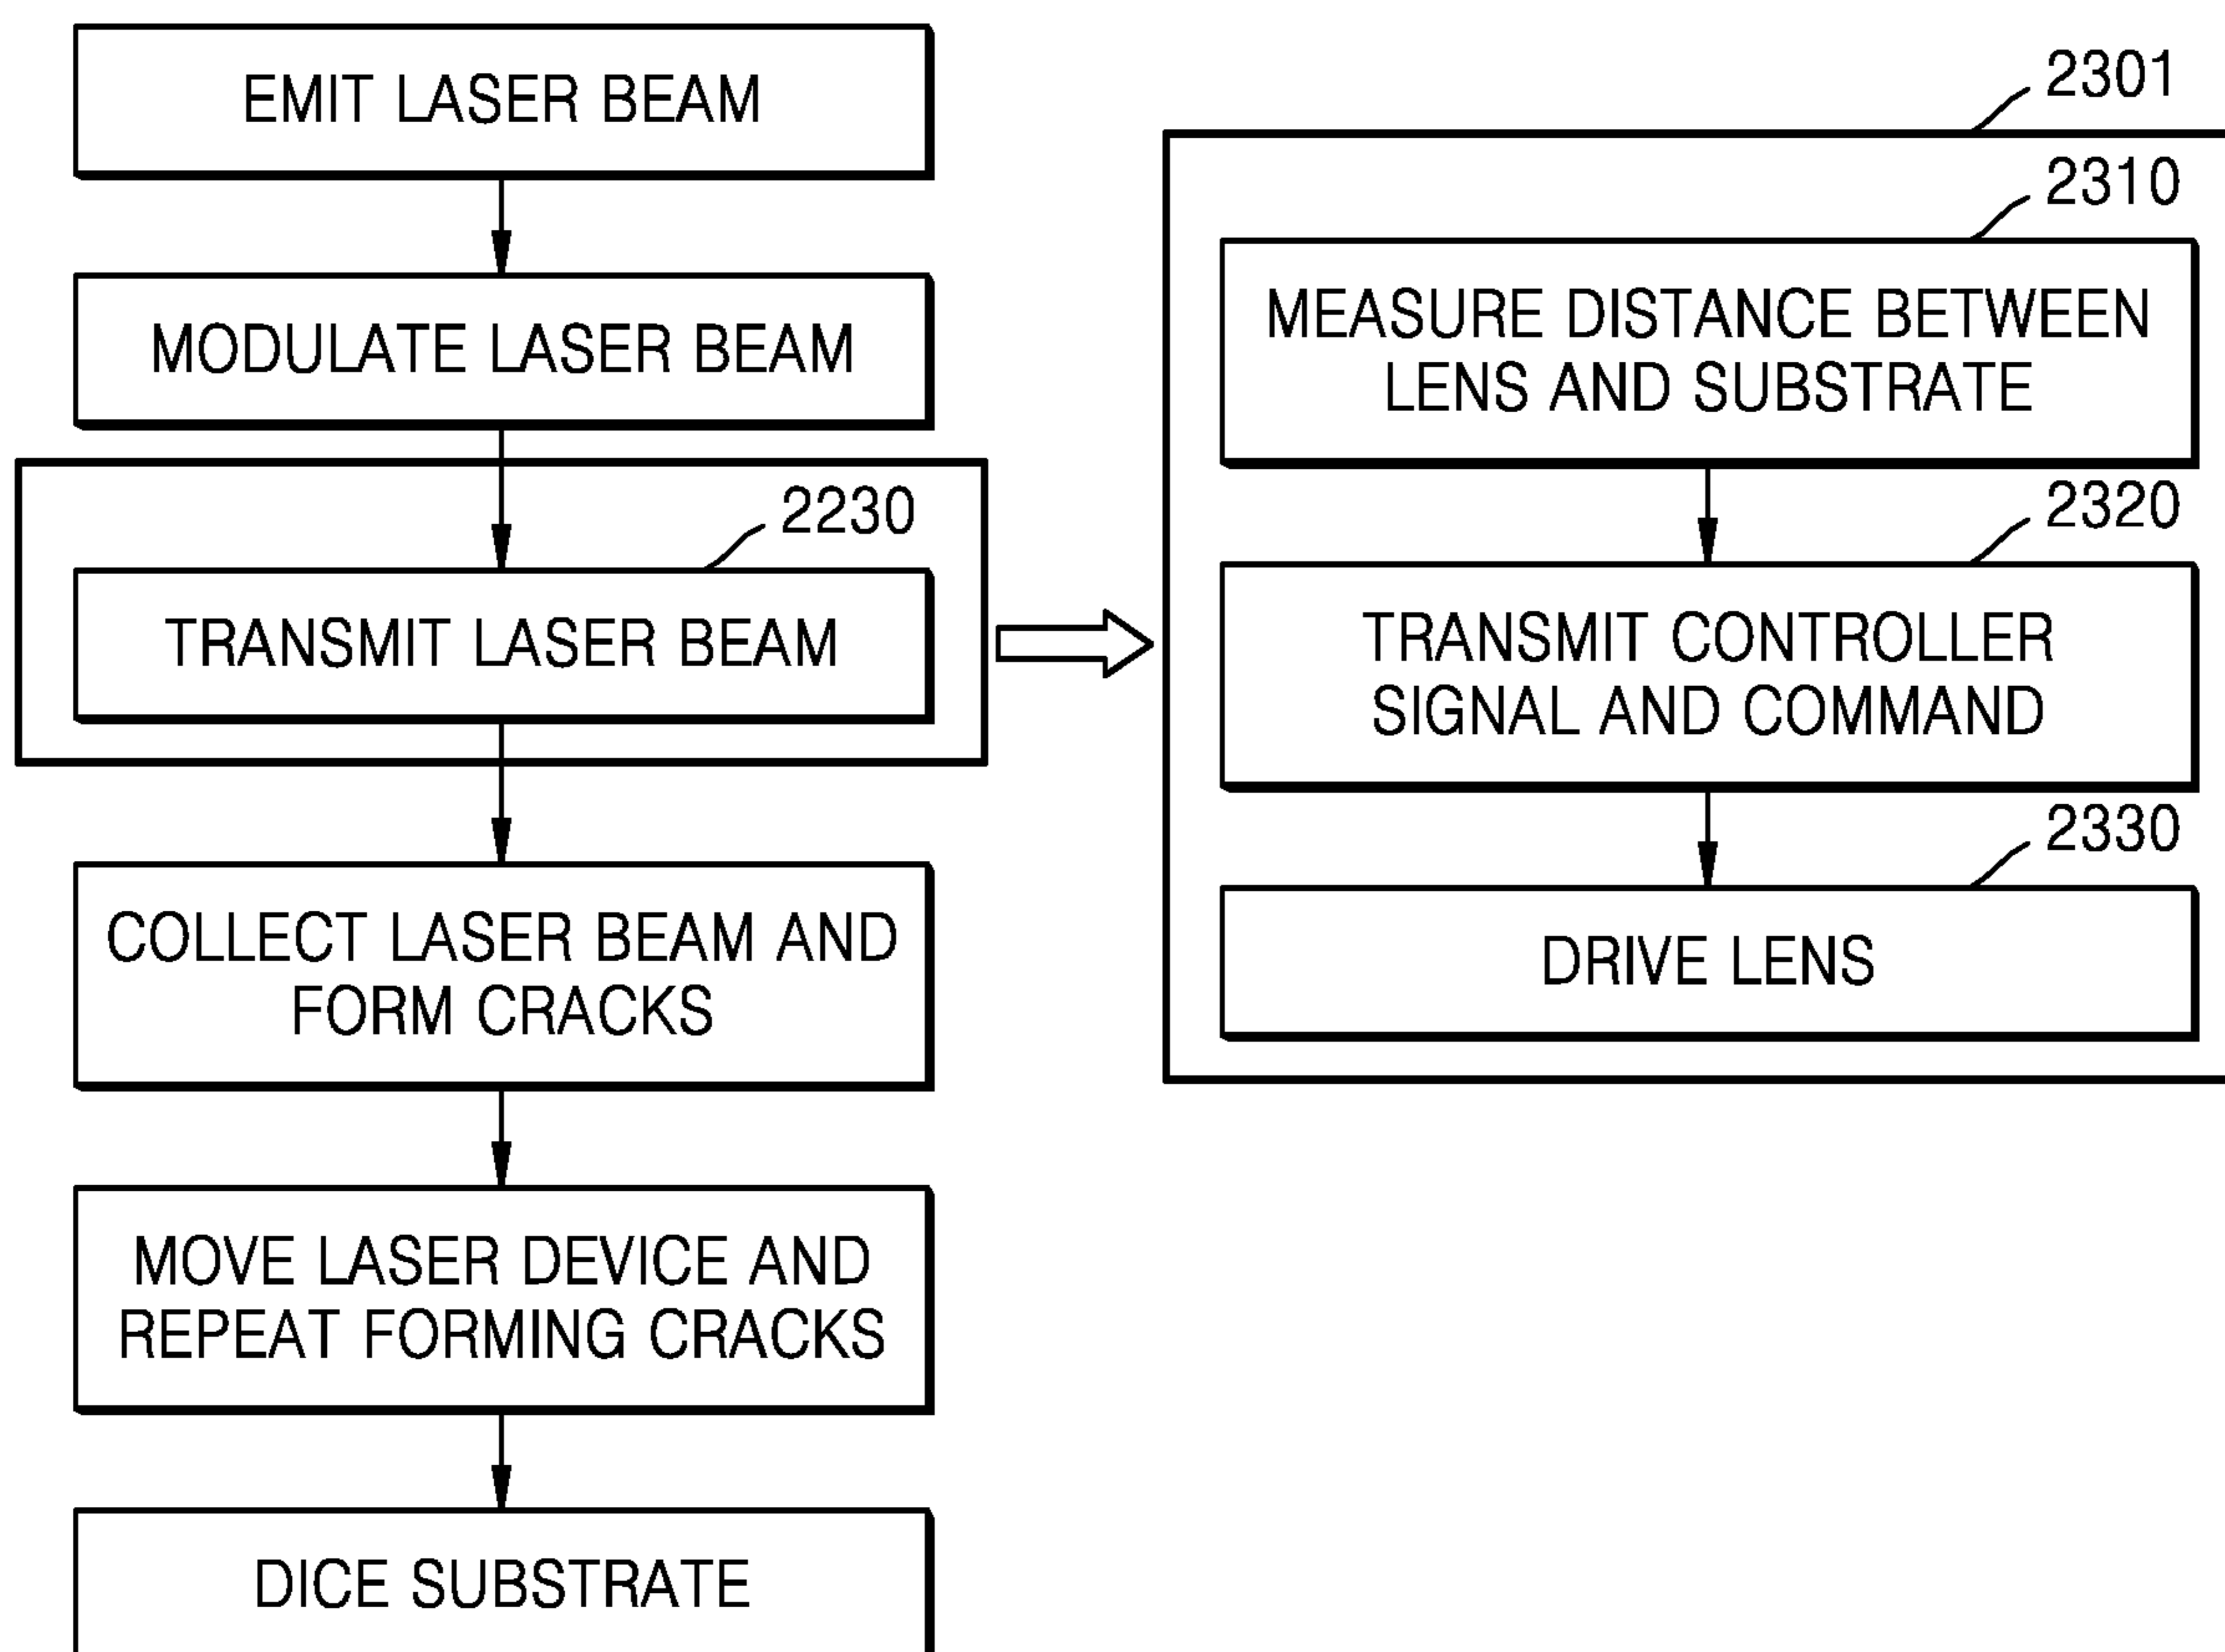 EMIT LASER BEAM
MODULATE LASER BEAM
2230
TRANSMIT LASER BEAM
COLLECT LASER BEAM AND
FORM CRACKS
MOVE LASER DEVICE AND
REPEAT FORMING CRACKS
DICE SUBSTRATE
2301
2310
MEASURE DISTANCE BETWEEN
LENS AND SUBSTRATE
2320
TRANSMIT CONTROLLER
SIGNAL AND COMMAND
2330
DRIVE LENS